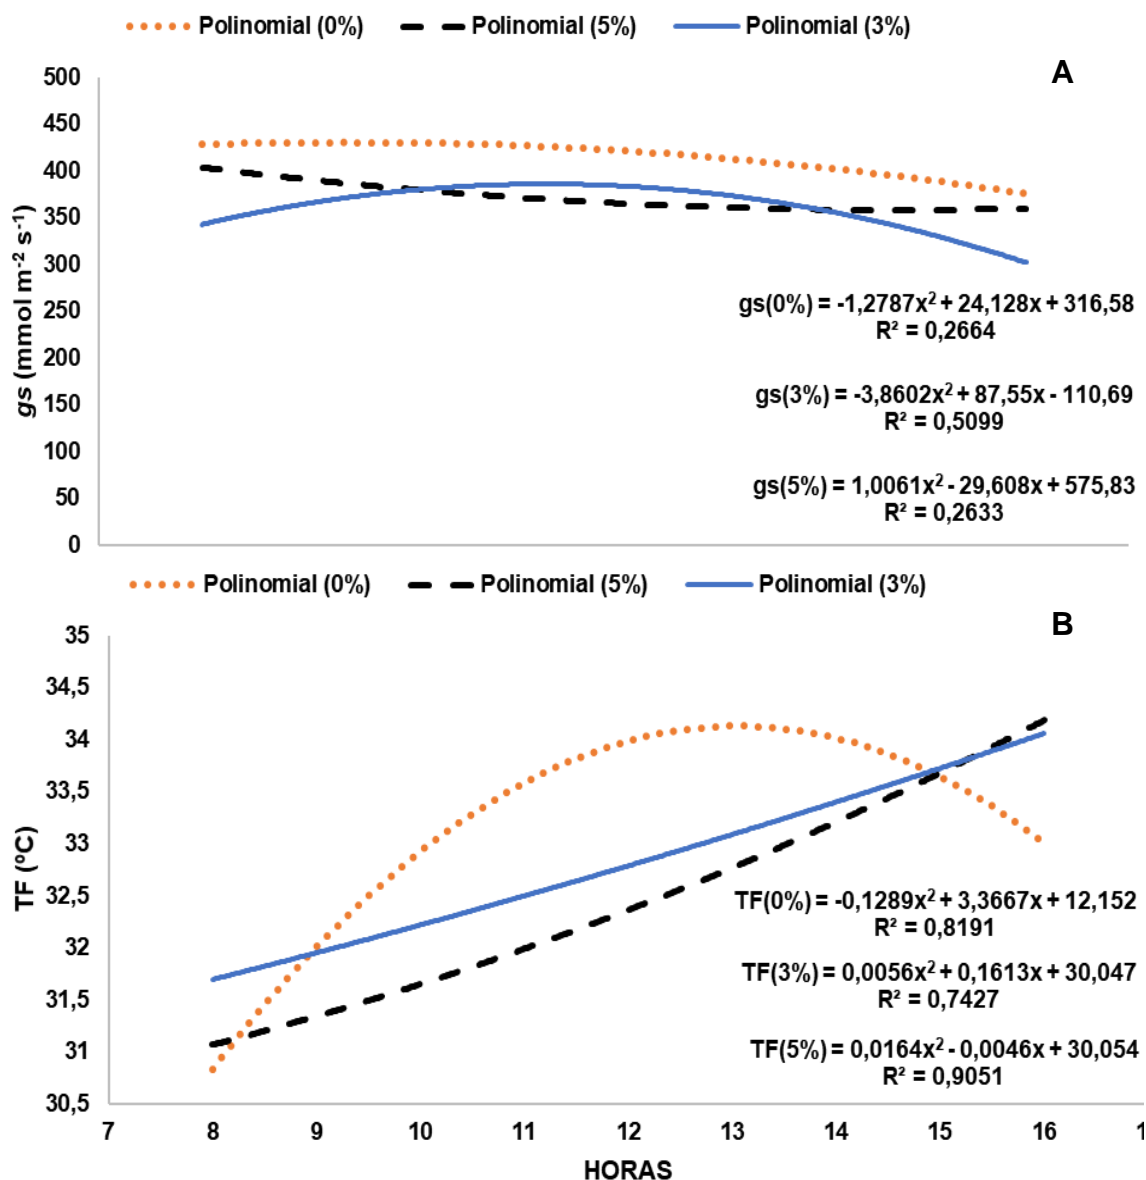 Polinomial (0%) Polinomial (5%) Polinomial (3%)
A
500
450
400
350
300
250
200
150
100
50
0
gs (mmol m-2 s-1)
gs(0%) = -1,2787x2 + 24,128x + 316,58
R² = 0,2664
gs(3%) = -3,8602x2 + 87,55x - 110,69
R² = 0,5099
gs(5%) = 1,0061x2 - 29,608x + 575,83
R² = 0,2633
Polinomial (0%) Polinomial (5%) Polinomial (3%)
B
35
34,5
34
33,5
33
32,5
32
31,5
31
30,5
TF (ºC)
TF(0%) = -0,1289x2 + 3,3667x + 12,152
R² = 0,8191
TF(3%) = 0,0056x2 + 0,1613x + 30,047
R² = 0,7427
TF(5%) = 0,0164x2 - 0,0046x + 30,054
R² = 0,9051
7 8 9 10 11 12 13 14 15 16 1
HORAS